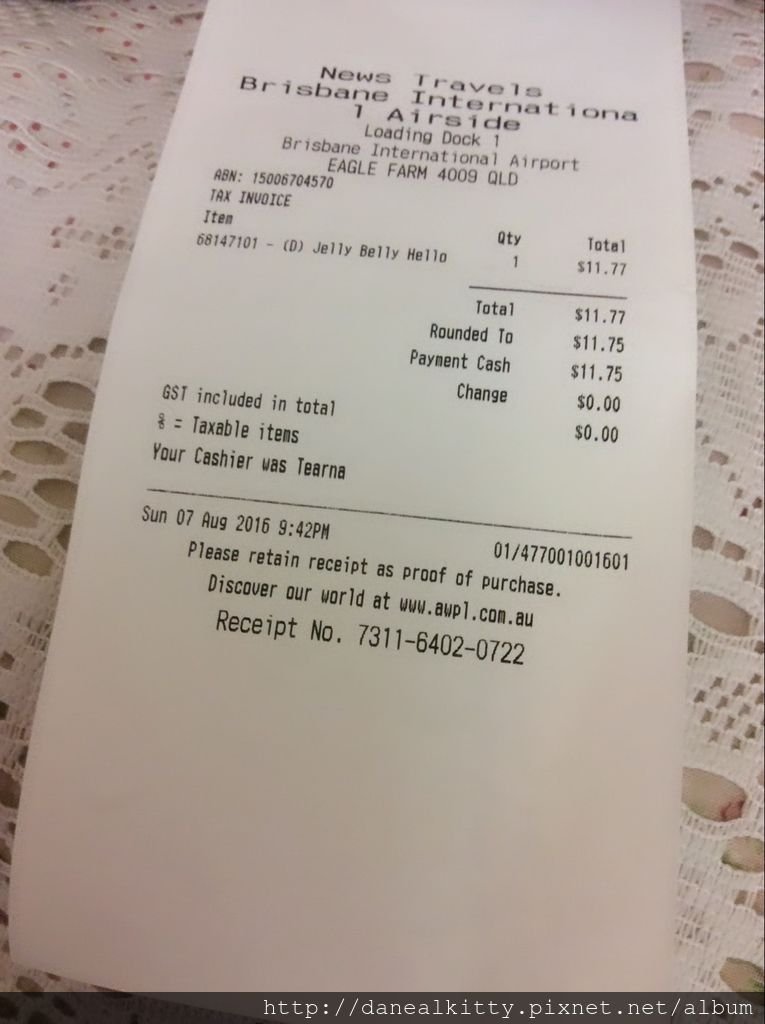 News Travels
Brisbane Internationa
l Airside
Loading Dock 1
Brisbane International Airport
EAGLE FARM 4009 QLD
ABN: 15006704570
TAX INVOICE
Item Qty Total
68147101 - (D) Jelly Belly Hello 1 $11.77
Total $11.77
Rounded To $11.75
Payment Cash $11.75
Change $0.00
GST included in total $0.00
% = Taxable items
Your Cashier was Tearna
Sun 07 Aug 2016 9:42PM 01/477001001601
Please retain receipt as proof of purchase.
Discover our world at www.awpl.com.au
Receipt No. 7311-6402-0722
http://danealkitty.pixnet.net/album